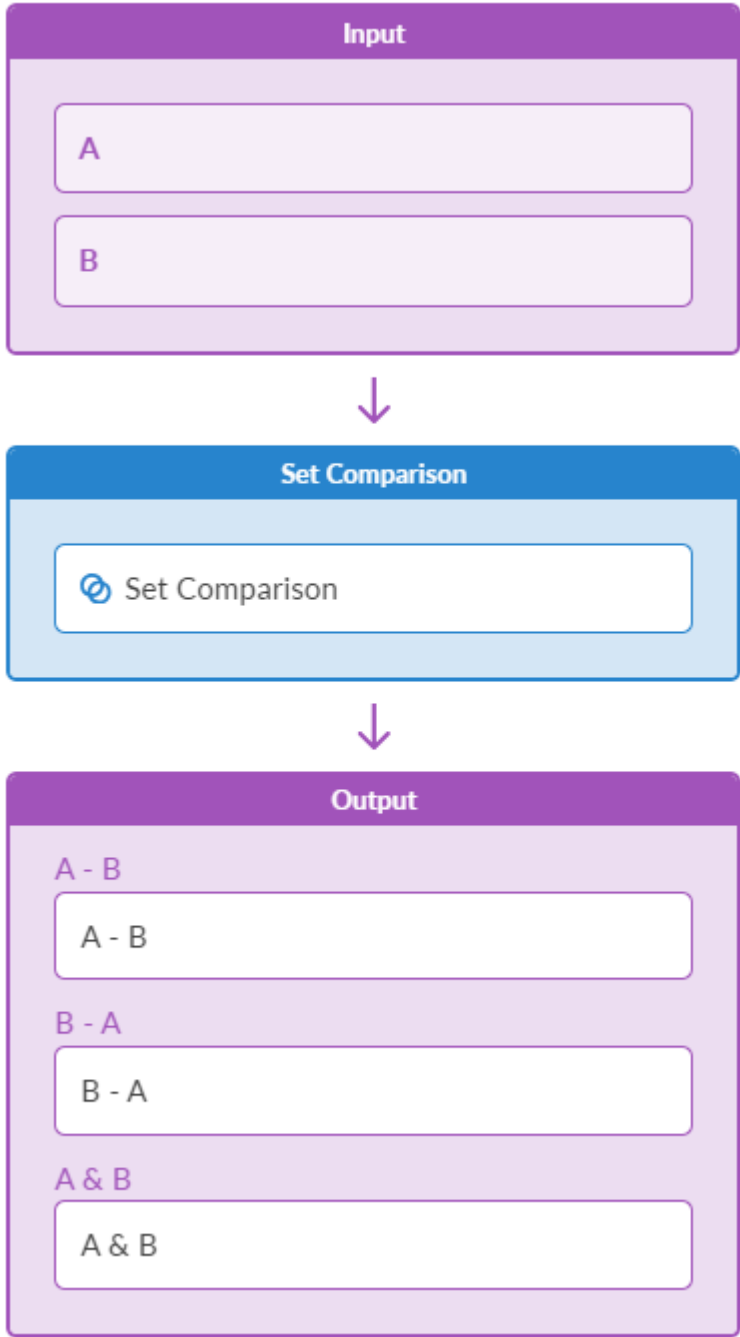 Input
A
B
Set Comparison
Set Comparison
Output
A - B
A - B
B - A
B - A
A & B
A & B